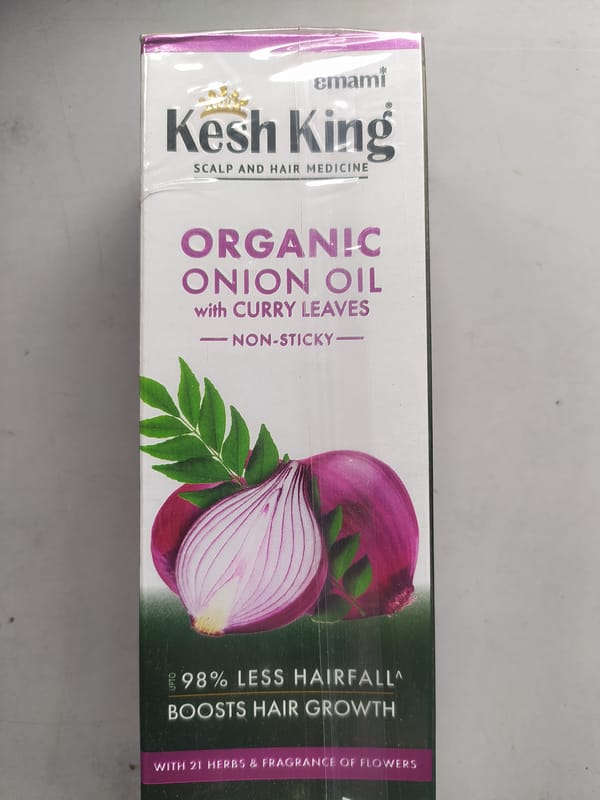 emami
Kesh King®
SCALP AND HAIR MEDICINE
ORGANIC
ONION OIL
with CURRY LEAVES
NON-STICKY
UPTO 98% LESS HAIRFALL^
BOOSTS HAIR GROWTH
WITH 21 HERBS & FRAGRANCE OF FLOWERS